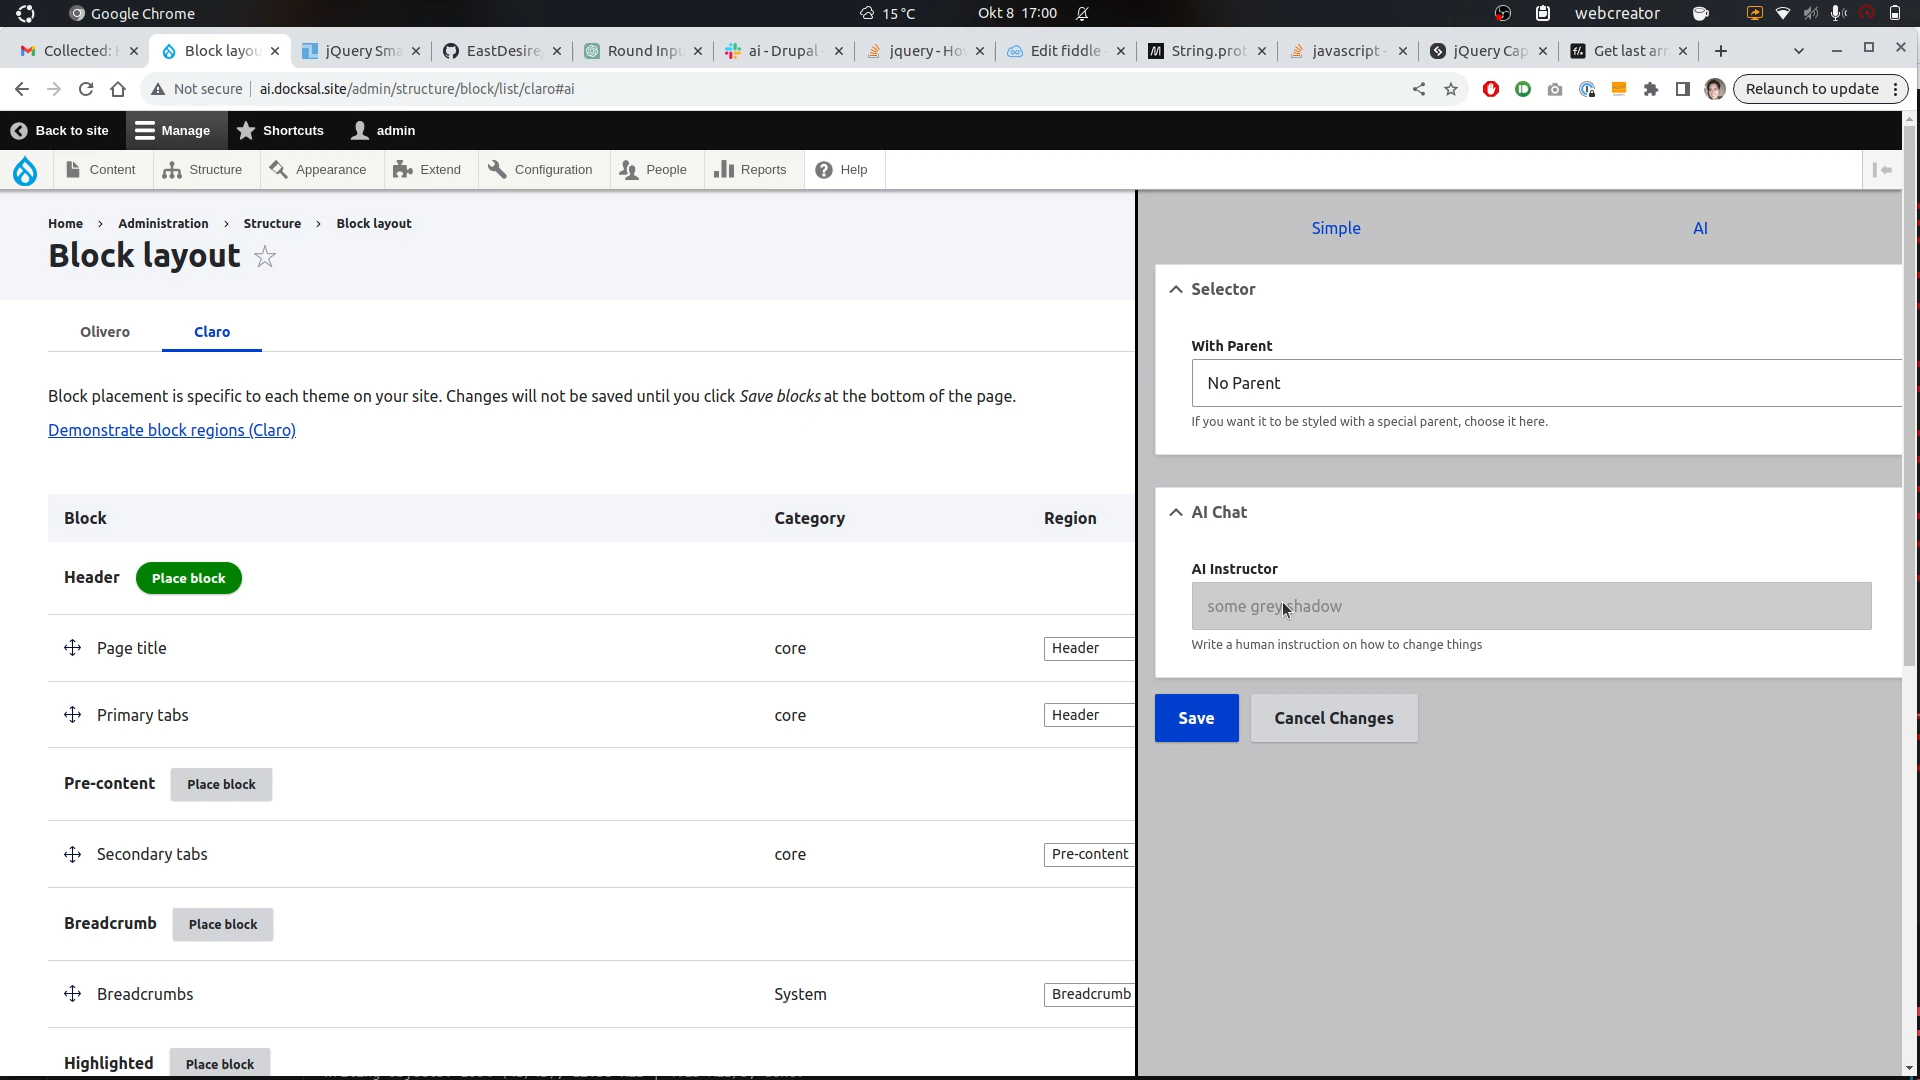 Google Chrome
15 °C
Okt 8 17:00
webcreator
Collected:
Block layou
jQuery Sma
EastDesire
Round Inpu
ai - Drupal
jquery - Ho
Edit fiddle
String.prot
javascript -
jQuery Cap
Get last arr
Not secure
ai.docksal.site/admin/structure/block/list/claro#ai
Relaunch to update
Back to site
Manage
Shortcuts
admin
Content
Structure
Appearance
Extend
Configuration
People
Reports
Help
Home > Administration > Structure > Block layout
Block layout
Olivero
Claro
Block placement is specific to each theme on your site. Changes will not be saved until you click Save blocks at the bottom of the page.
Demonstrate block regions (Claro)
Block Category Region
Header Place block
Page title core Header
Primary tabs core Header
Pre-content Place block
Secondary tabs core Pre-content
Breadcrumb Place block
Breadcrumbs System Breadcrumb
Highlighted Place block
Simple
AI
Selector
With Parent
No Parent
If you want it to be styled with a special parent, choose it here.
AI Chat
AI Instructor
some grey shadow
Write a human instruction on how to change things
Save
Cancel Changes